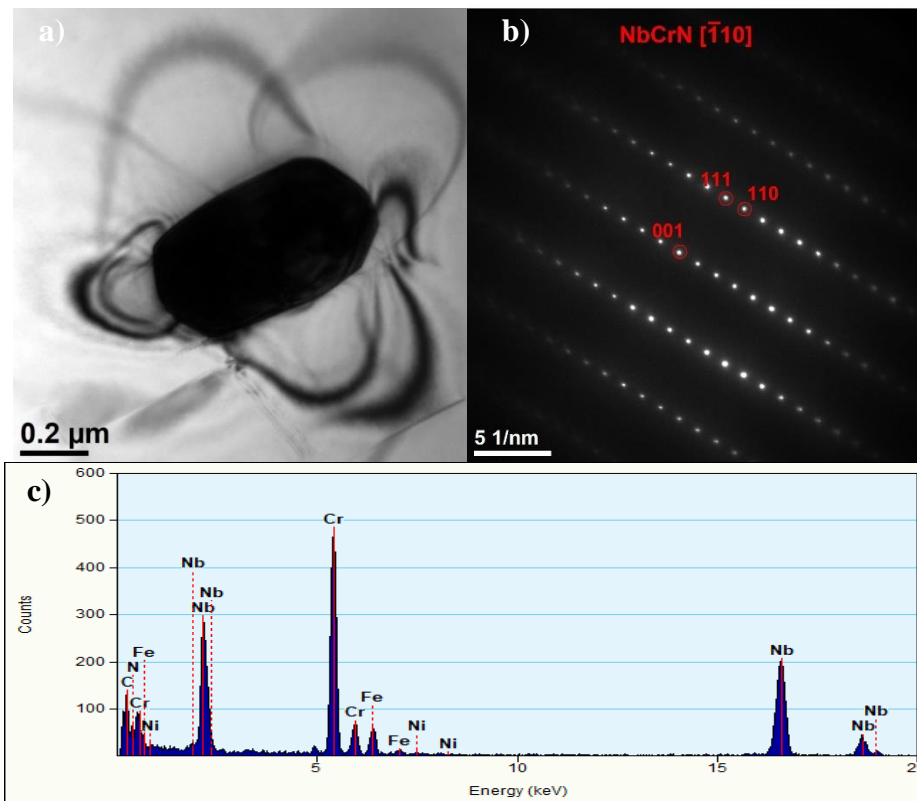 a)
0.2 µm
b)
NbCrN [1̄10]
111
110
001
5 1/nm
c)
600
500
400
300
200
100
Counts
C
N
Fe
Cr
Ni
Nb
Nb
Nb
Cr
Cr
Fe
Fe
Ni
Ni
Nb
Nb
Nb
5
10
15
2
Energy (keV)